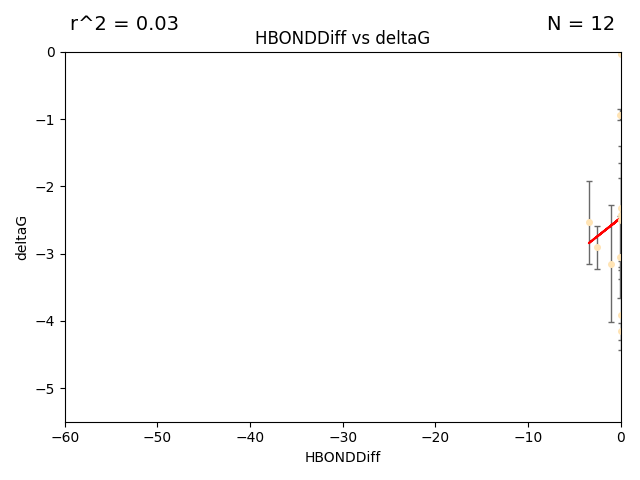 r^2 = 0.03
N = 12
HBONDDiff vs deltaG
deltaG
0
−1
−2
−3
−4
−5
−60
−50
−40
−30
−20
−10
0
HBONDDiff